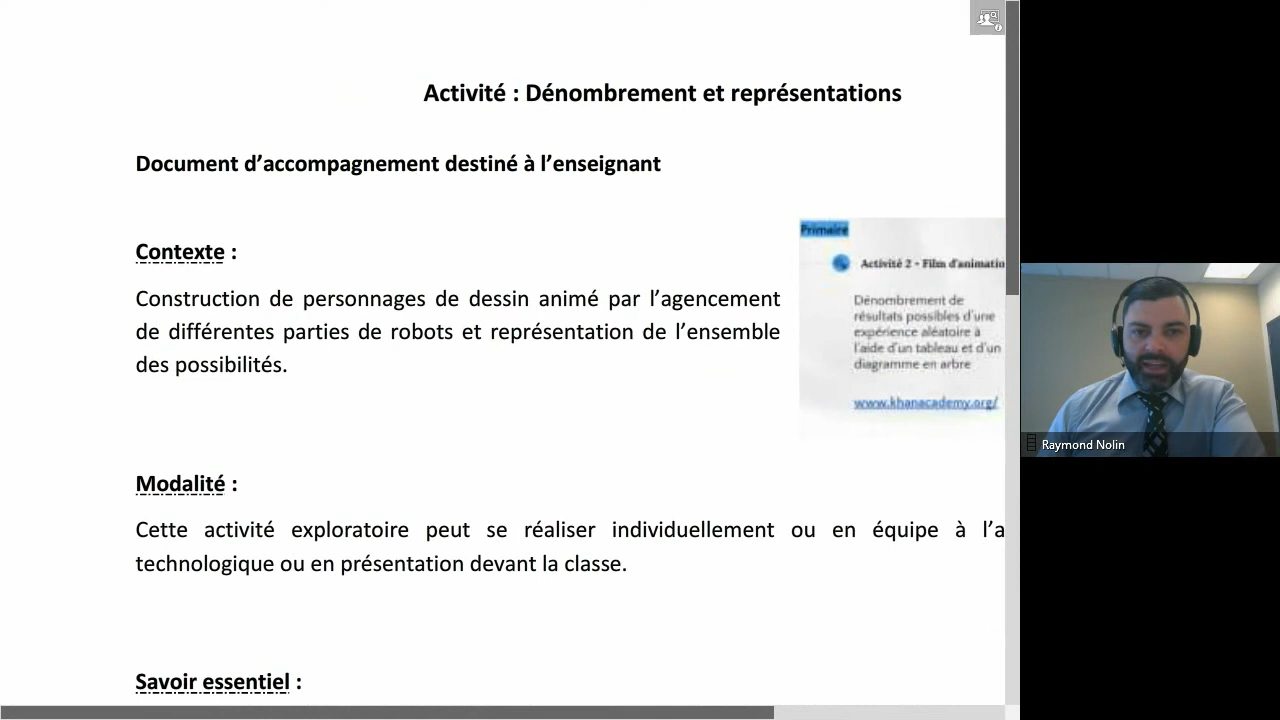 Activité : Dénombrement et représentations
Document d’accompagnement destiné à l’enseignant
Contexte :
Construction de personnages de dessin animé par l’agencement
de différentes parties de robots et représentation de l’ensemble
des possibilités.
Primaire
Activité 2 - Film d'animatio
Dénombrement de
résultats possibles d'une
expérience aléatoire à
l'aide d'un tableau et d'un
diagramme en arbre
www.khanacademy.org/
Modalité :
Cette activité exploratoire peut se réaliser individuellement ou en équipe à l’a
technologique ou en présentation devant la classe.
Savoir essentiel :
Raymond Nolin